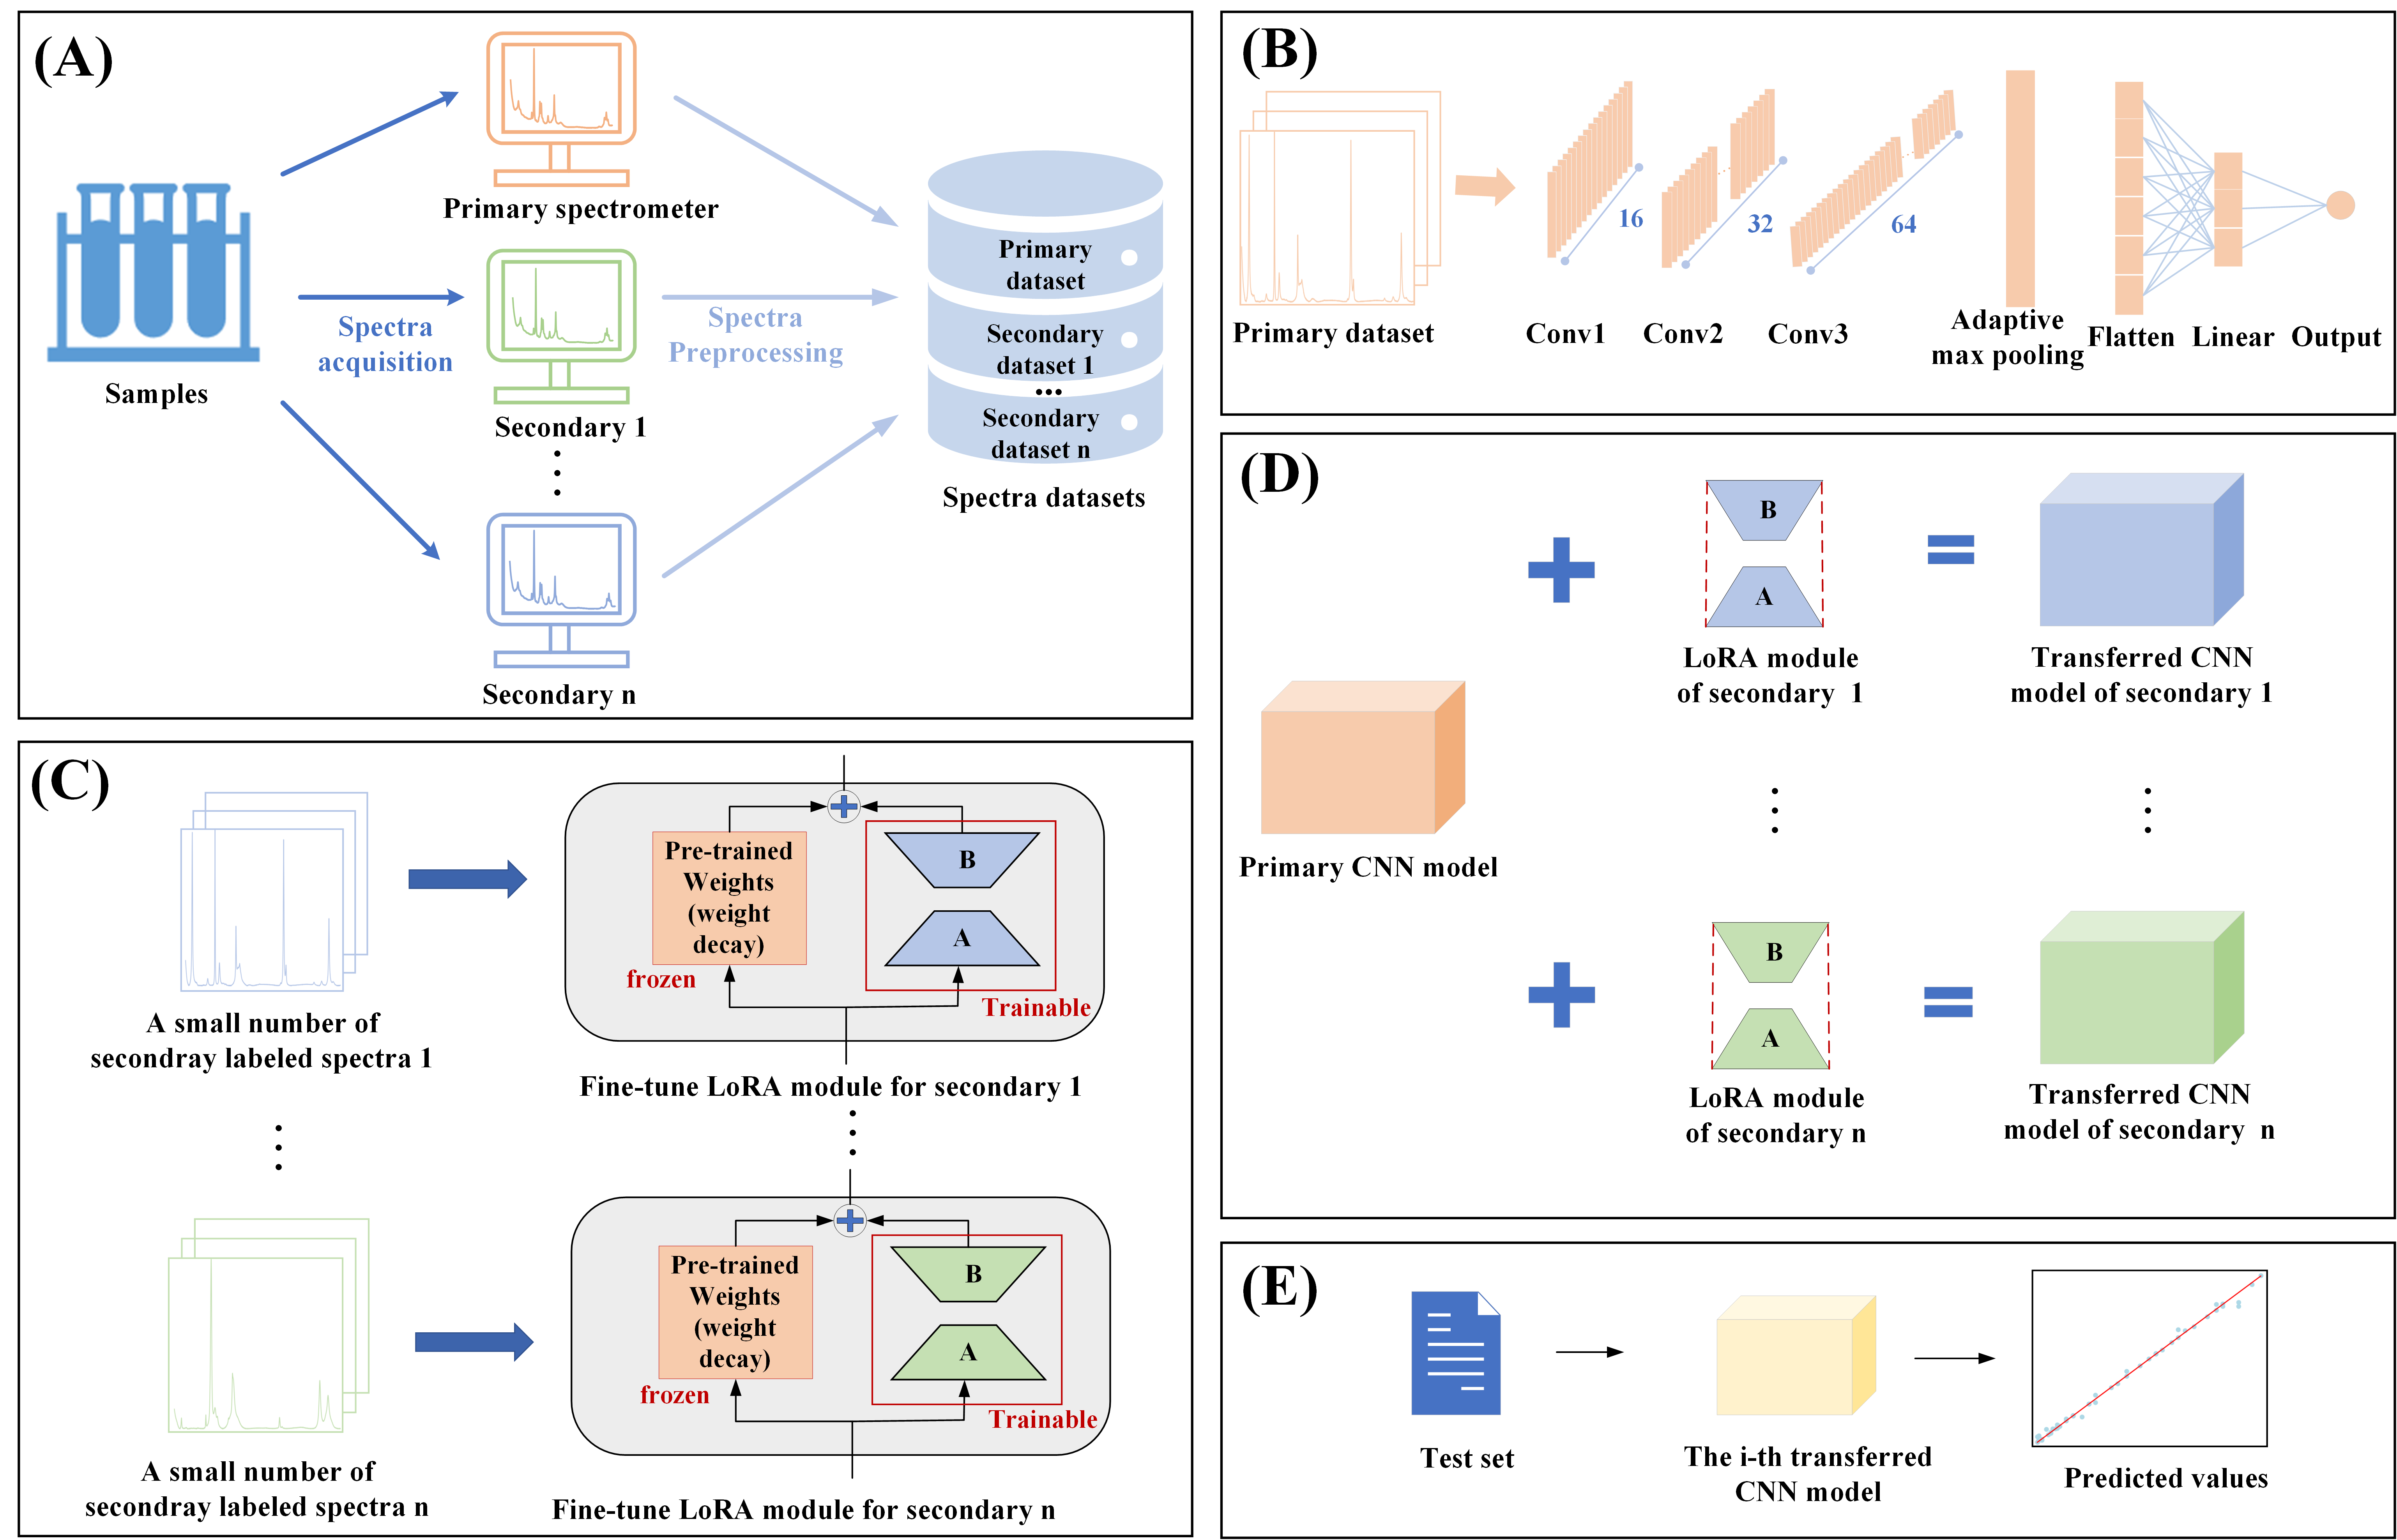 (A)
Primary spectrometer
Samples
Spectra
acquisition
Secondary 1
Secondary n
Spectra
Preprocessing
Primary
dataset
Secondary
dataset 1
...
Secondary
dataset n
Spectra datasets
(B)
Primary dataset
16
Conv1
32
Conv2
64
Conv3
Adaptive
max pooling
Flatten
Linear
Output
(C)
A small number of
secondray labeled spectra 1
Pre-trained
Weights
(weight
decay)
frozen
B
A
Trainable
Fine-tune LoRA module for secondary 1
A small number of
secondray labeled spectra n
Pre-trained
Weights
(weight
decay)
frozen
B
A
Trainable
Fine-tune LoRA module for secondary n
(D)
Primary CNN model
B
A
LoRA module
of secondary 1
Transferred CNN
model of secondary 1
B
A
LoRA module
of secondary n
Transferred CNN
model of secondary n
(E)
Test set
The i-th transferred
CNN model
Predicted values